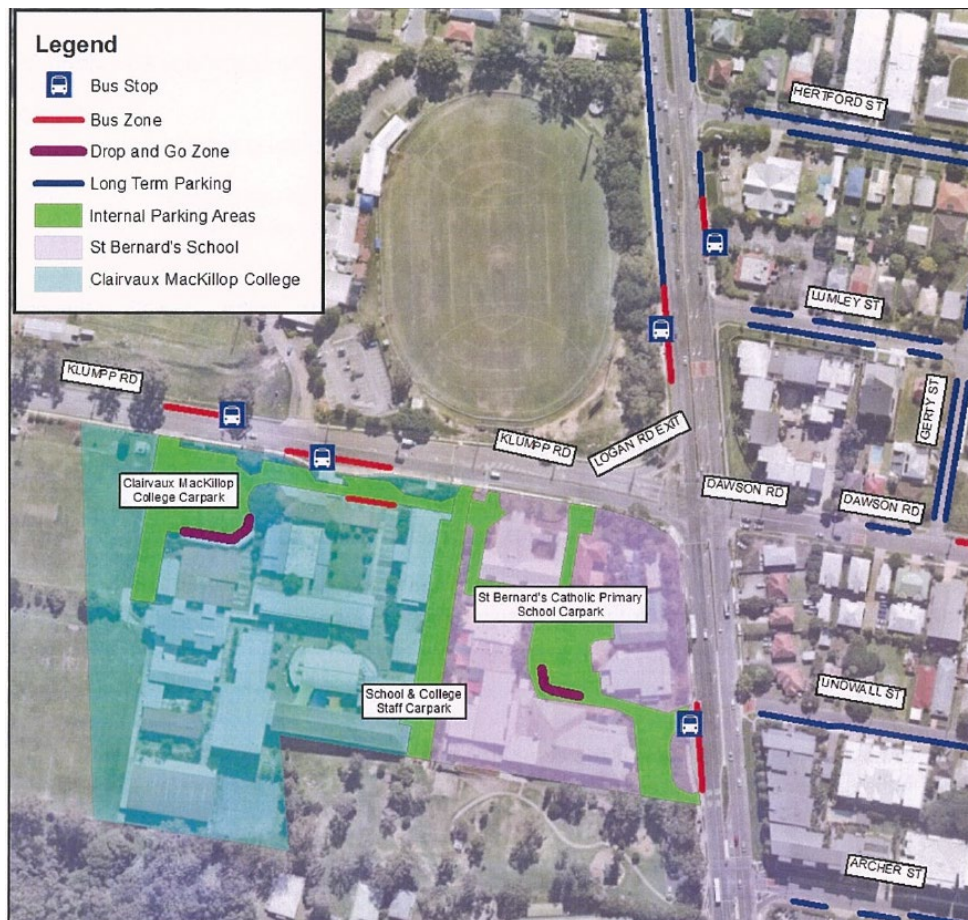 Legend
Bus Stop
Bus Zone
Drop and Go Zone
Long Term Parking
Internal Parking Areas
St Bernard's School
Clairvaux MacKillop College
HERTFORD ST
LUMLEY ST
GERTY ST
KLUMPP RD
KLUMPP RD
LOGAN RD EXIT
DAWSON RD
DAWSON RD
Clairvaux MacKillop
College Carpark
St Bernard's Catholic Primary
School Carpark
School & College
Staff Carpark
UNDWALL ST
ARCHER ST